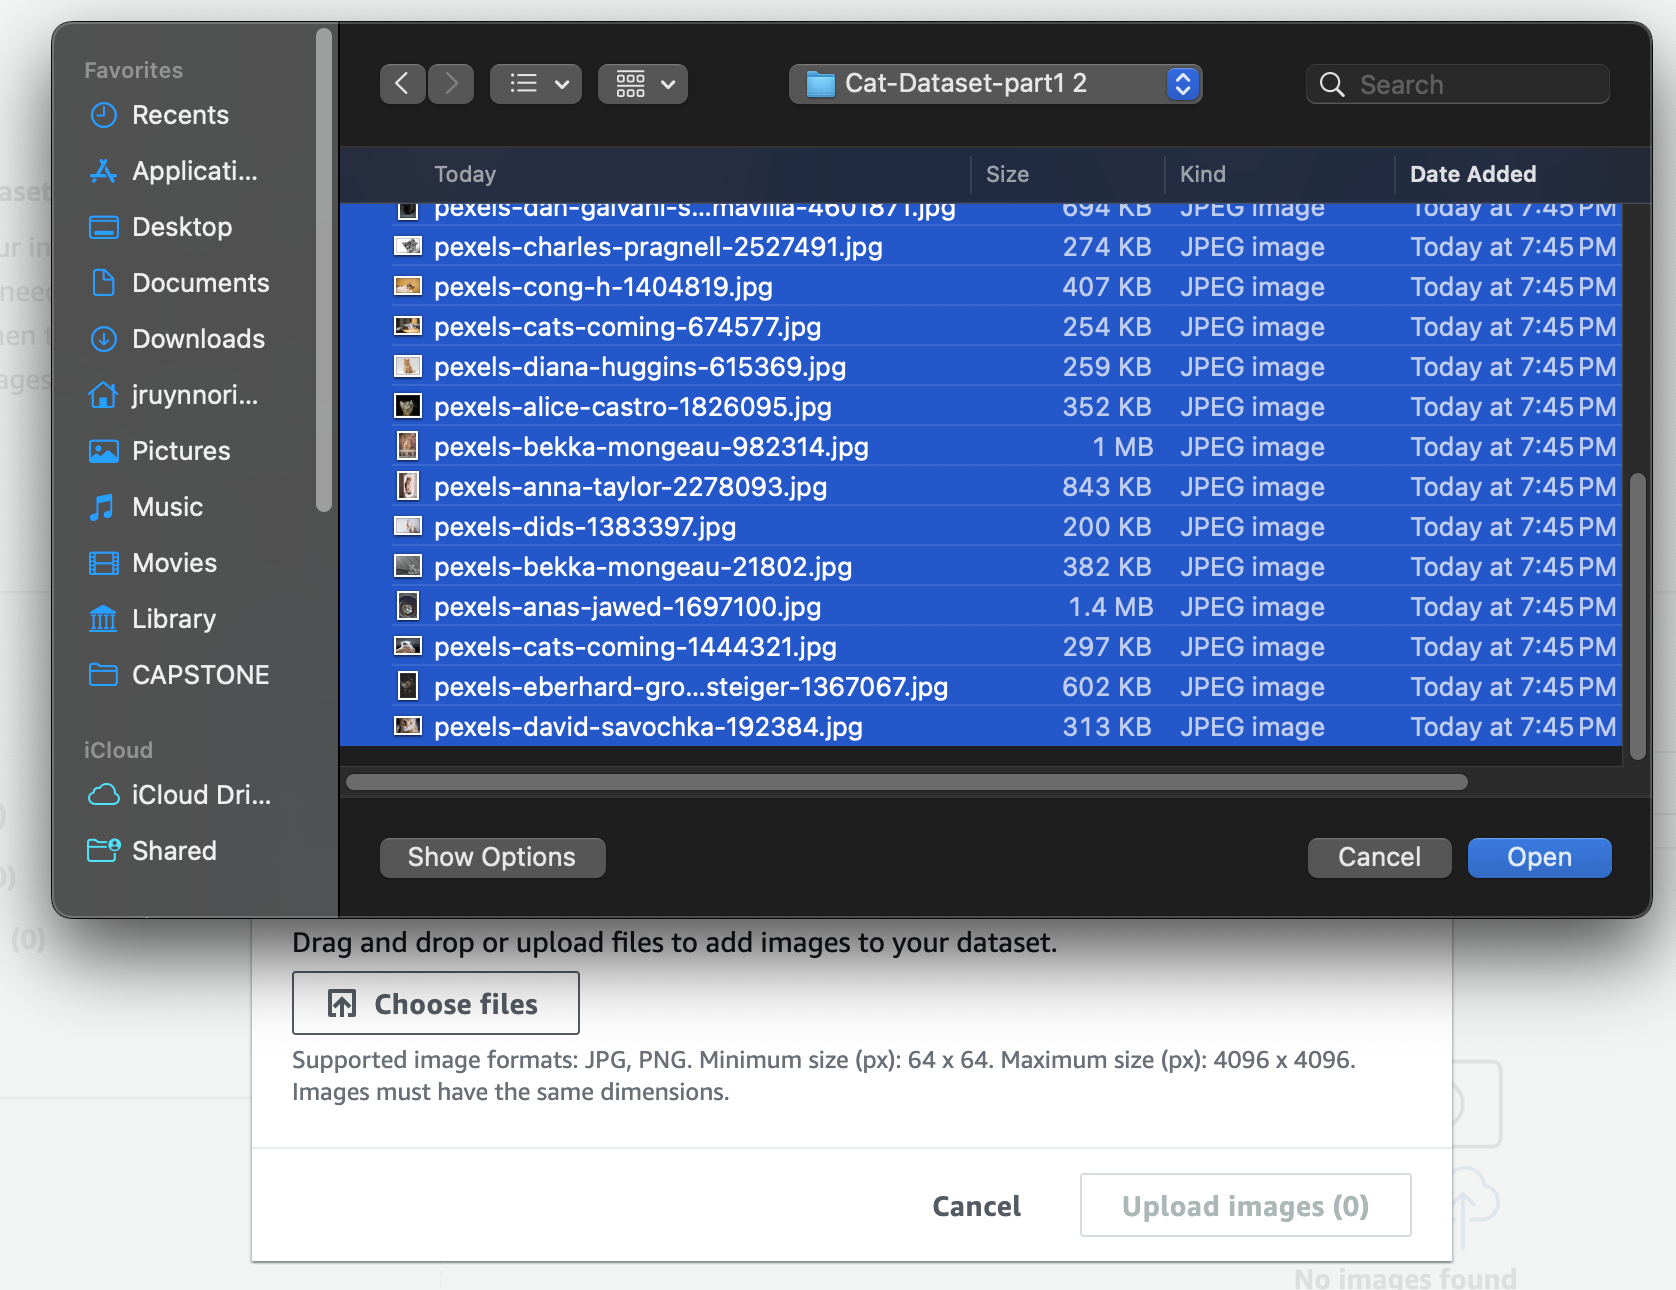 Favorites
Recents
Applicati...
Desktop
Documents
Downloads
jruynnori...
Pictures
Music
Movies
Library
CAPSTONE
iCloud
iCloud Dri...
Shared
Cat-Dataset-part1 2
Search
Today Size Kind Date Added
pexels-dan-galvani-s...mavilla-4601871.jpg 694 KB JPEG image Today at 7:45 PM
pexels-charles-pragnell-2527491.jpg 274 KB JPEG image Today at 7:45 PM
pexels-cong-h-1404819.jpg 407 KB JPEG image Today at 7:45 PM
pexels-cats-coming-674577.jpg 254 KB JPEG image Today at 7:45 PM
pexels-diana-huggins-615369.jpg 259 KB JPEG image Today at 7:45 PM
pexels-alice-castro-1826095.jpg 352 KB JPEG image Today at 7:45 PM
pexels-bekka-mongeau-982314.jpg 1 MB JPEG image Today at 7:45 PM
pexels-anna-taylor-2278093.jpg 843 KB JPEG image Today at 7:45 PM
pexels-dids-1383397.jpg 200 KB JPEG image Today at 7:45 PM
pexels-bekka-mongeau-21802.jpg 382 KB JPEG image Today at 7:45 PM
pexels-anas-jawed-1697100.jpg 1.4 MB JPEG image Today at 7:45 PM
pexels-cats-coming-1444321.jpg 297 KB JPEG image Today at 7:45 PM
pexels-eberhard-gro...steiger-1367067.jpg 602 KB JPEG image Today at 7:45 PM
pexels-david-savochka-192384.jpg 313 KB JPEG image Today at 7:45 PM
Show Options Cancel Open
(0)
Drag and drop or upload files to add images to your dataset.
Choose files
Supported image formats: JPG, PNG. Minimum size (px): 64 x 64. Maximum size (px): 4096 x 4096.
Images must have the same dimensions.
Cancel Upload images (0)
No images found